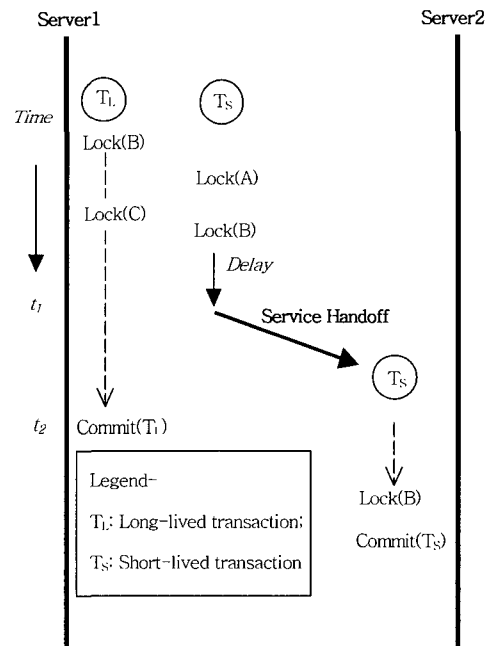 Server1
Server2
Time
TL
TS
Lock(B)
Lock(A)
Lock(C)
Lock(B)
Delay
t1
Service Handoff
TS
t2
Commit(TL)
Lock(B)
Commit(TS)
Legend-
TL: Long-lived transaction;
TS: Short-lived transaction